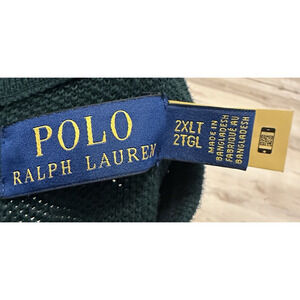 POLO
RALPH LAUREN
2XLT
2TGL
MADE IN
BANGLADESH
FABRIQUÉ AU
BANGLADESH